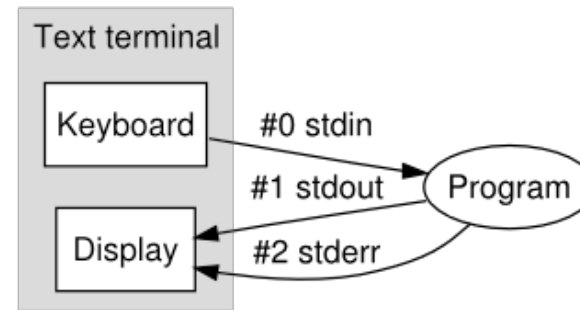 Text terminal
Keyboard
#0 stdin
#1 stdout
Program
Display
#2 stderr